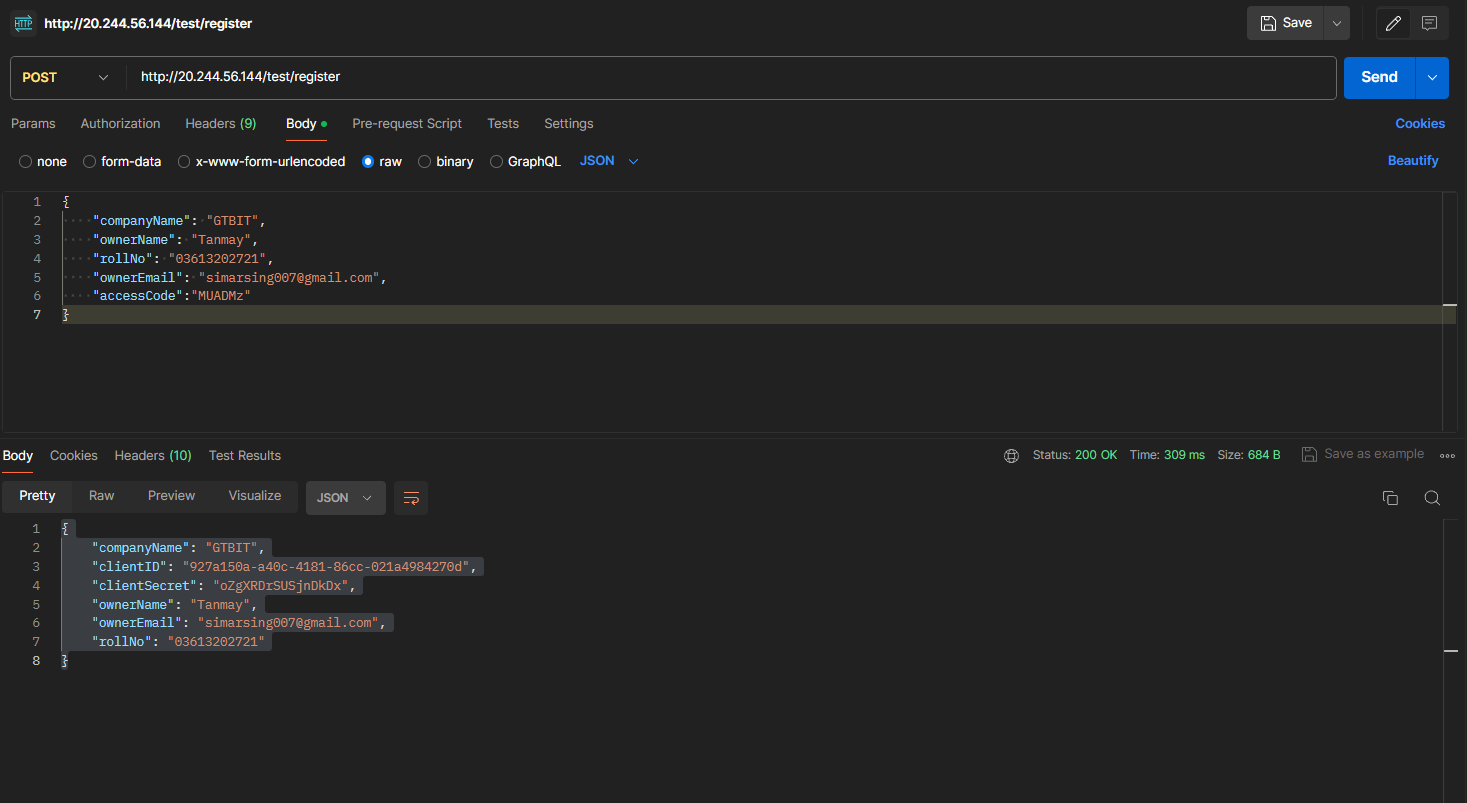 HTTP http://20.244.56.144/test/register Save
POST http://20.244.56.144/test/register Send
Params Authorization Headers (9) Body Pre-request Script Tests Settings Cookies
none form-data x-www-form-urlencoded raw binary GraphQL JSON Beautify
1 {
2 "companyName": "GTBIT",
3 "ownerName": "Tanmay",
4 "rollNo": "03613202721",
5 "ownerEmail": "simarsing007@gmail.com",
6 "accessCode":"MUADMz"
7 }
Body Cookies Headers (10) Test Results Status: 200 OK Time: 309 ms Size: 684 B Save as example
Pretty Raw Preview Visualize JSON
1 {
2 "companyName": "GTBIT",
3 "clientID": "927a150a-a40c-4181-86cc-021a4984270d",
4 "clientSecret": "oZgXRDrSUSjnDkDx",
5 "ownerName": "Tanmay",
6 "ownerEmail": "simarsing007@gmail.com",
7 "rollNo": "03613202721"
8 }